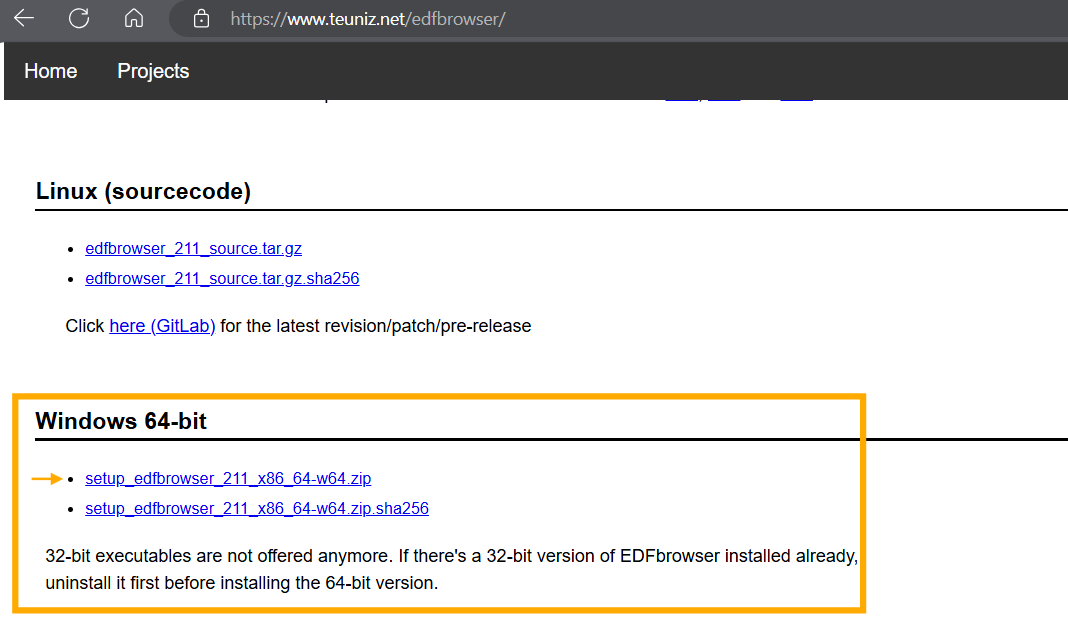 https://www.teuniz.net/edfbrowser/
Home Projects
Linux (sourcecode)
edfbrowser_211_source.tar.gz
edfbrowser_211_source.tar.gz.sha256
Click here (GitLab) for the latest revision/patch/pre-release
Windows 64-bit
setup_edfbrowser_211_x86_64-w64.zip
setup_edfbrowser_211_x86_64-w64.zip.sha256
32-bit executables are not offered anymore. If there's a 32-bit version of EDFbrowser installed already,
uninstall it first before installing the 64-bit version.